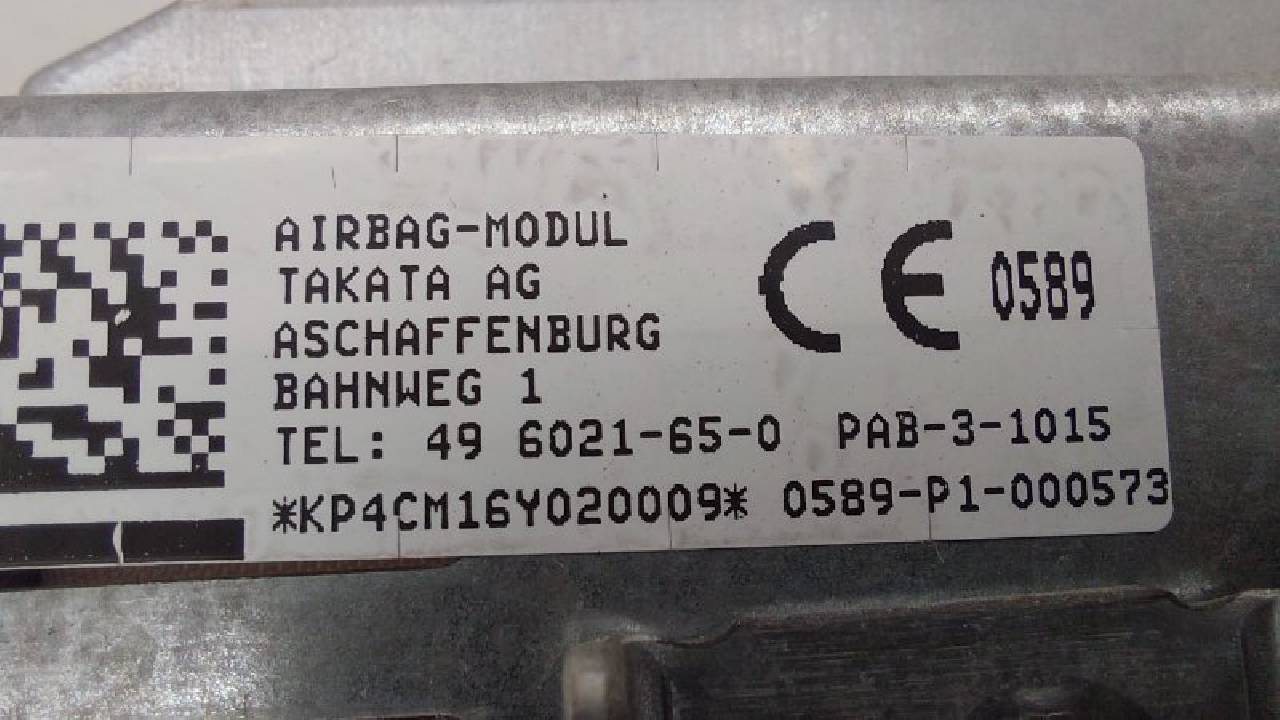 AIRBAG-MODUL
TAKATA AG
CE 0589
ASCHAFFENBURG
BAHNWEG 1
TEL: 49 6021-65-0 PAB-3-1015
*KP4CM16Y020009* 0589-P1-000573